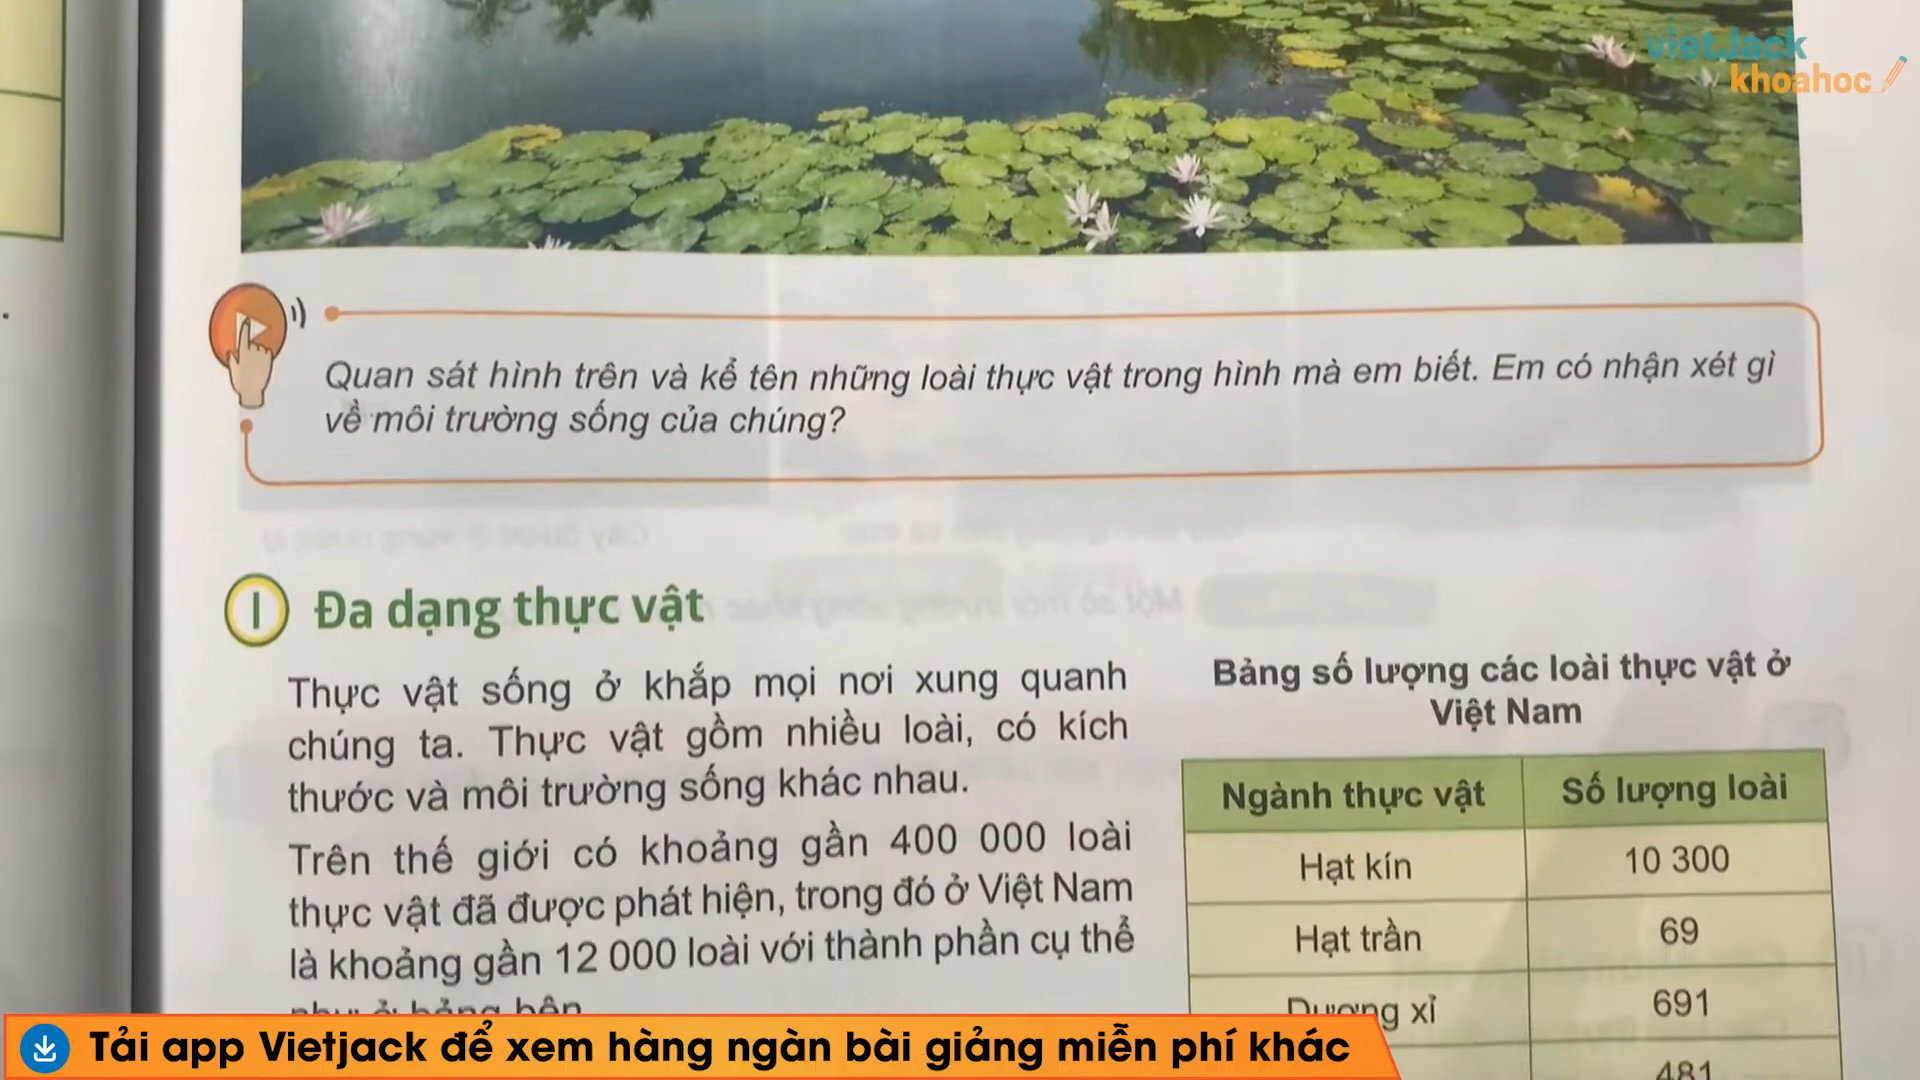 vietJack
khoahoc
Quan sát hình trên và kể tên những loài thực vật trong hình mà em biết. Em có nhận xét gì
về môi trường sống của chúng?
I Đa dạng thực vật
Thực vật sống ở khắp mọi nơi xung quanh
chúng ta. Thực vật gồm nhiều loài, có kích
thước và môi trường sống khác nhau.
Trên thế giới có khoảng gần 400 000 loài
thực vật đã được phát hiện, trong đó ở Việt Nam
là khoảng gần 12 000 loài với thành phần cụ thể
như ở bảng bên
Bảng số lượng các loài thực vật ở
Việt Nam
Ngành thực vật Số lượng loài
Hạt kín 10 300
Hạt trần 69
Dương xỉ 691
481
Tải app Vietjack để xem hàng ngàn bài giảng miễn phí khác